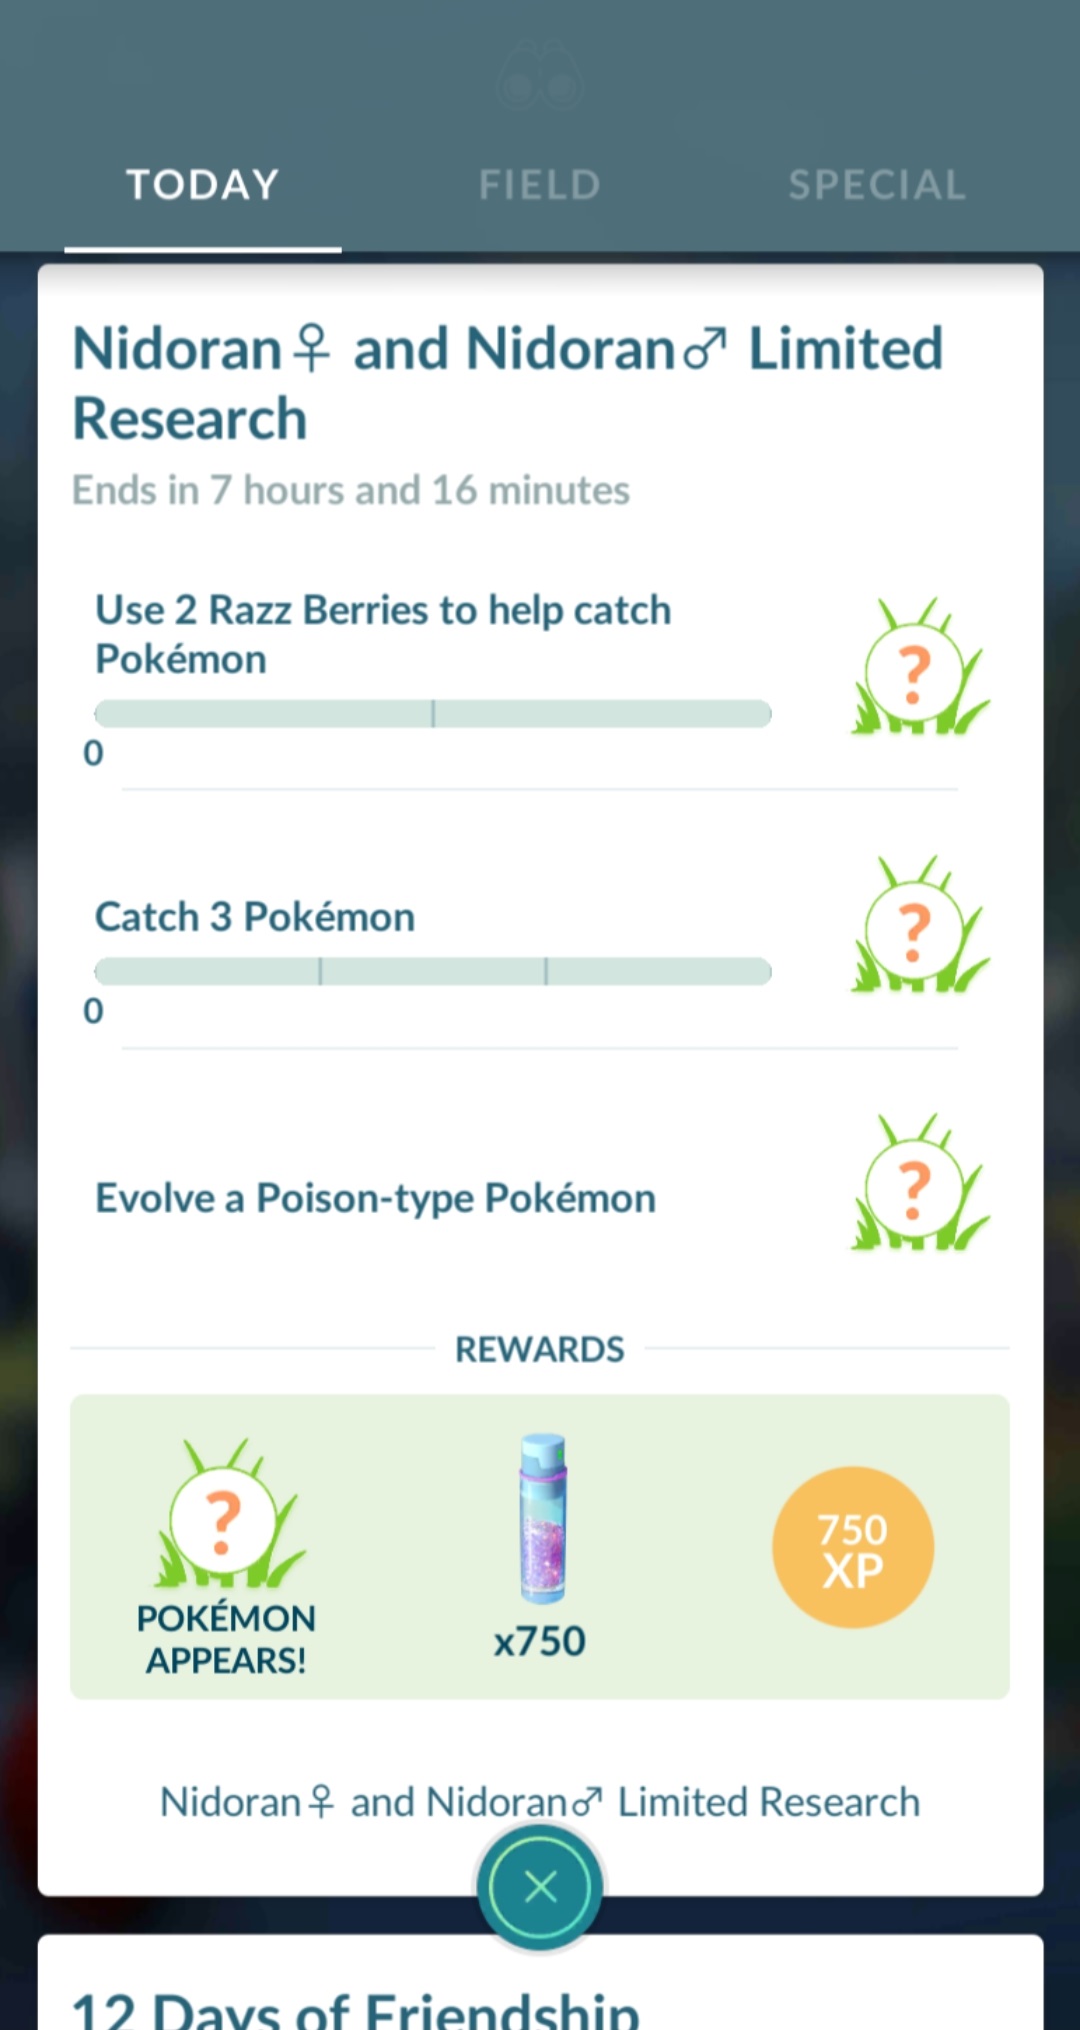 TODAY
FIELD
SPECIAL
Nidoran♀ and Nidoran♂ Limited
Research
Ends in 7 hours and 16 minutes
Use 2 Razz Berries to help catch
Pokémon
?
0
Catch 3 Pokémon
?
0
Evolve a Poison-type Pokémon
?
REWARDS
?
POKÉMON
APPEARS!
x750
750
XP
Nidoran♀ and Nidoran♂ Limited Research
12 Days of Friendship